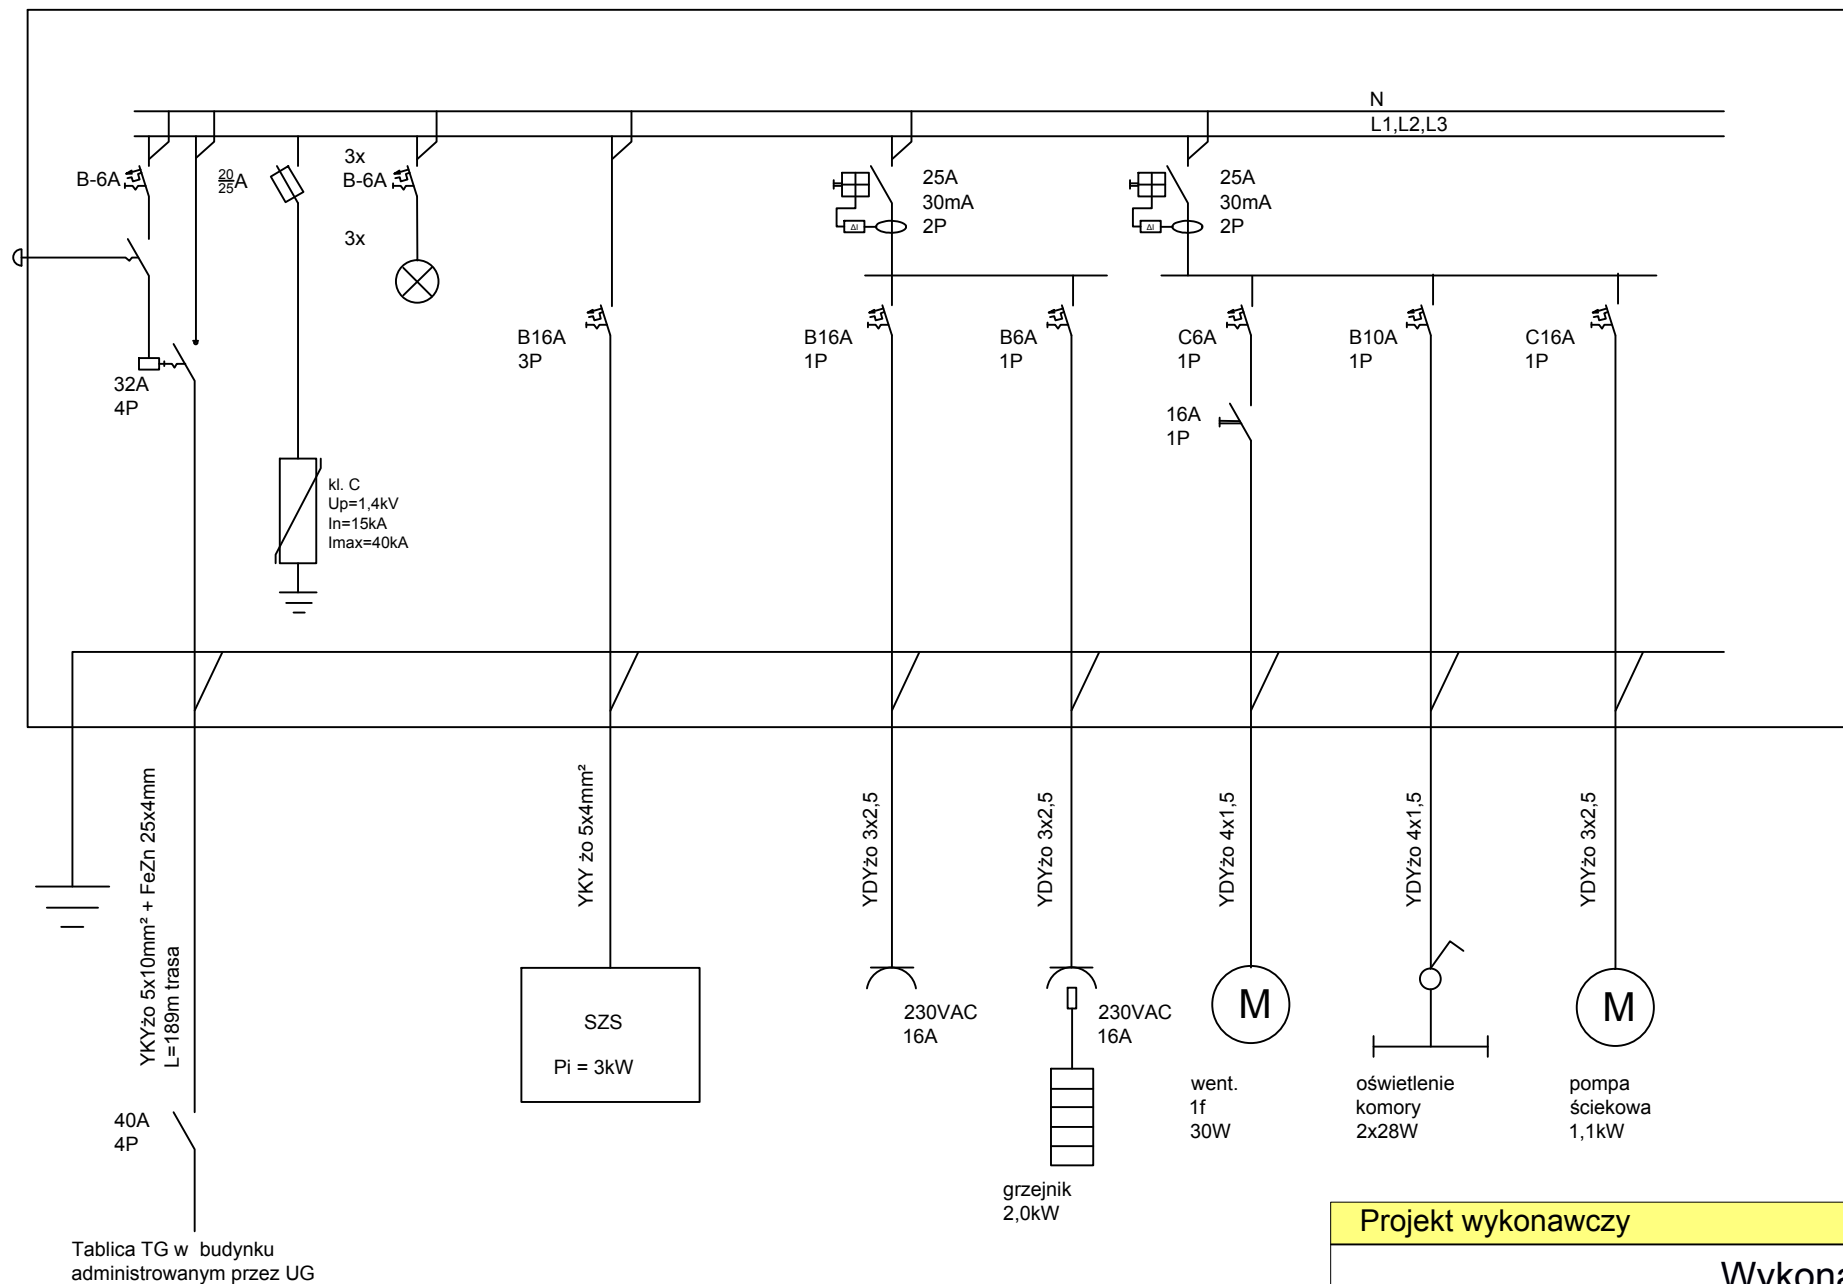 N
L1,L2,L3
B-6A
20
25
A
3x
B-6A
3x
25A
30mA
2P
ΔI
25A
30mA
2P
ΔI
32A
4P
B16A
3P
B16A
1P
B6A
1P
C6A
1P
B10A
1P
C16A
1P
16A
1P
kl. C
Up=1,4kV
In=15kA
Imax=40kA
YKYżo 5x10mm² + FeZn 25x4mm
L=189m trasa
YKY żo 5x4mm²
YDYżo 3x2,5
YDYżo 3x2,5
YDYżo 4x1,5
YDYżo 4x1,5
YDYżo 3x2,5
SZS
Pi = 3kW
230VAC
16A
230VAC
16A
M
M
went.
1f
30W
oświetlenie
komory
2x28W
pompa
ściekowa
1,1kW
40A
4P
grzejnik
2,0kW
Tablica TG w budynku
administrowanym przez UG
Projekt wykonawczy
Wykona